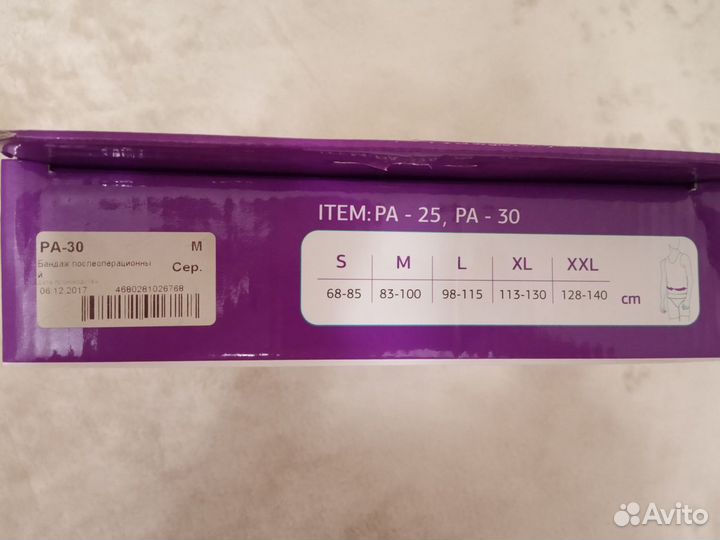 ITEM: PA - 25, PA - 30
PA-30 M
Бандаж послеоперационны
й Сер.
06.12.2017 4680281026768
S M L XL XXL
68-85 83-100 98-115 113-130 128-140 cm
Avito